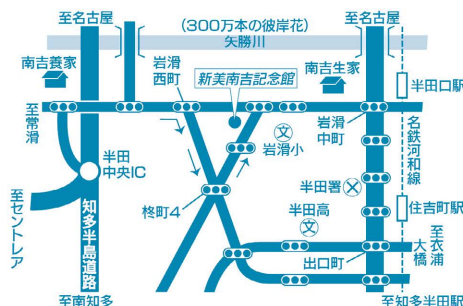 至名古屋
(300万本の彼岸花)
矢勝川
至名古屋
南吉養家
岩滑
西町
新美南吉記念館
南吉生家
半田口駅
至常滑
岩滑
中町
名鉄河和線
文
岩滑小
半田
中央IC
半田署
柊町4
半田高
文
住吉町駅
至セントレア
知多半島道路
出口町
至衣浦
大橋
至南知多
至知多半田駅